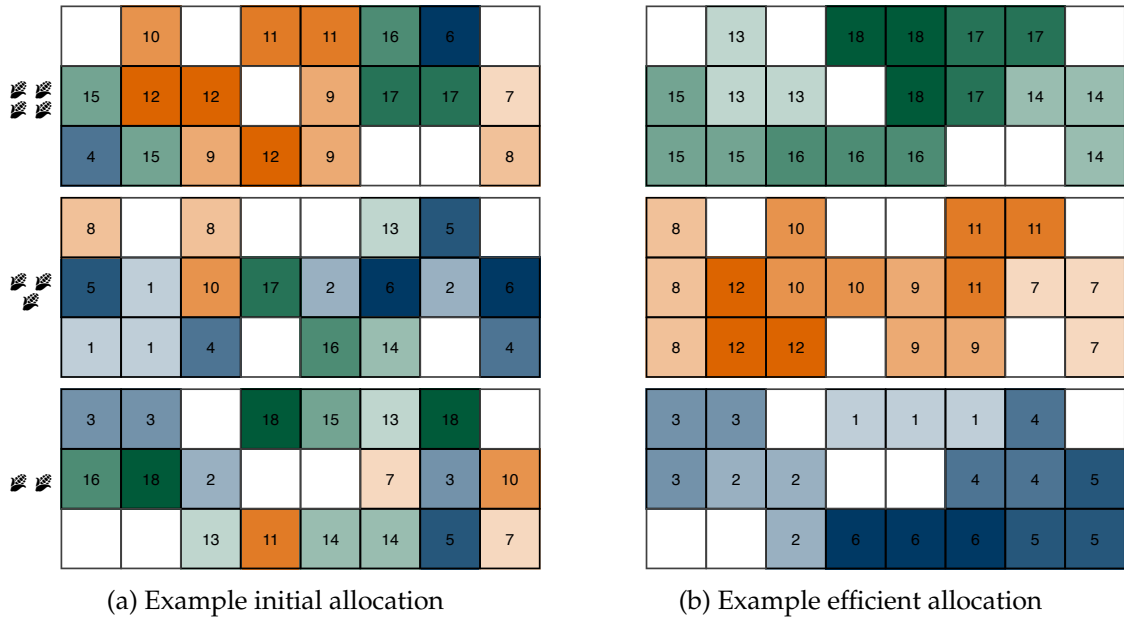 10 11 11 16 6
15 12 12 9 17 17 7
4 15 9 12 9 8
8 8 13 5
5 1 10 17 2 6 2 6
1 1 4 16 14 4
3 3 18 15 13 18
16 18 2 7 3 10
13 11 14 14 5 7
(a) Example initial allocation
13 18 18 17 17
15 13 13 18 17 14 14
15 15 16 16 16 14
8 10 11 11
8 12 10 10 9 11 7 7
8 12 12 9 9 7
3 3 1 1 1 4
3 2 2 4 4 5
2 6 6 6 5 5
(b) Example efficient allocation